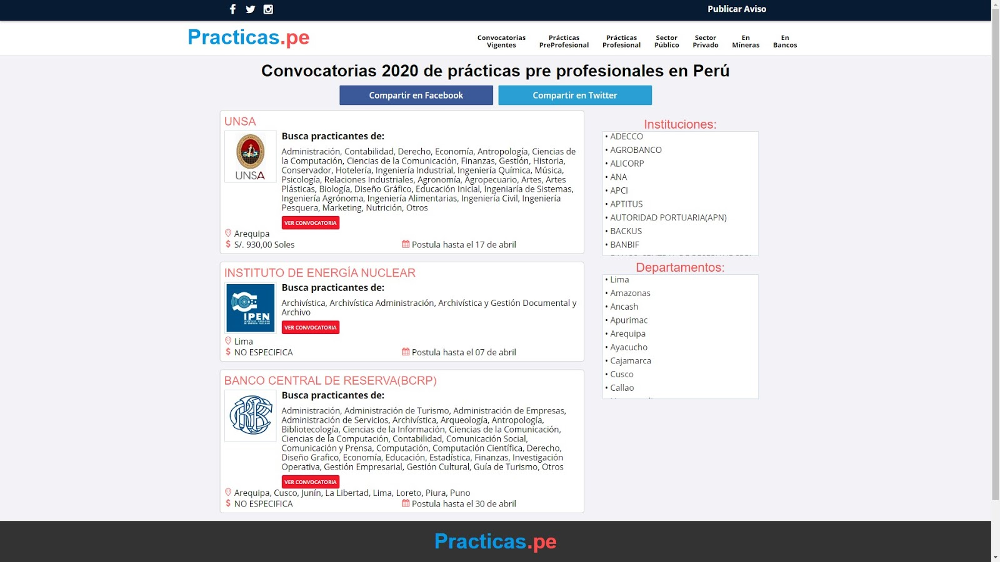 Publicar Aviso
Practicas.pe
Convocatorias Vigentes
Prácticas PreProfesional
Prácticas Profesional
Sector Público
Sector Privado
En Míneras
En Bancos
Convocatorias 2020 de prácticas pre profesionales en Perú
Compartir en Facebook
Compartir en Twitter
UNSA
UNSA
Busca practicantes de:
Administración, Contabilidad, Derecho, Economía, Antropología, Ciencias de
la Computación, Ciencias de la Comunicación, Finanzas, Gestión, Historia,
Conservador, Hotelería, Ingeniería Industrial, Ingeniería Química, Música,
Psicología, Relaciones Industriales, Agronomía, Agropecuario, Artes, Artes
Plásticas, Biología, Diseño Gráfico, Educación Inicial, Ingeniaría de Sistemas,
Ingeniería Agrónoma, Ingeniería Alimentarias, Ingeniería Civil, Ingeniería
Pesquera, Marketing, Nutrición, Otros
VER CONVOCATORIA
Arequipa
S/. 930,00 Soles
Postula hasta el 17 de abril
INSTITUTO DE ENERGÍA NUCLEAR
IPEN
INSTITUTO PERUANO
DE ENERGIA NUCLEAR
Busca practicantes de:
Archivística, Archivística Administración, Archivística y Gestión Documental y
Archivo
VER CONVOCATORIA
Lima
NO ESPECIFICA
Postula hasta el 07 de abril
BANCO CENTRAL DE RESERVA(BCRP)
Busca practicantes de:
Administración, Administración de Turismo, Administración de Empresas,
Administración de Servicios, Archivística, Arqueología, Antropología,
Bibliotecología, Ciencias de la Información, Ciencias de la Comunicación,
Ciencias de la Computación, Contabilidad, Comunicación Social,
Comunicación y Prensa, Computación, Computación Científica, Derecho,
Diseño Grafico, Economía, Educación, Estadística, Finanzas, Investigación
Operativa, Gestión Empresarial, Gestión Cultural, Guía de Turismo, Otros
VER CONVOCATORIA
Arequipa, Cusco, Junín, La Libertad, Lima, Loreto, Piura, Puno
NO ESPECIFICA
Postula hasta el 30 de abril
Instituciones:
• ADECCO
• AGROBANCO
• ALICORP
• ANA
• APCI
• APTITUS
• AUTORIDAD PORTUARIA(APN)
• BACKUS
• BANBIF
Departamentos:
• Lima
• Amazonas
• Ancash
• Apurimac
• Arequipa
• Ayacucho
• Cajamarca
• Cusco
• Callao
Practicas.pe